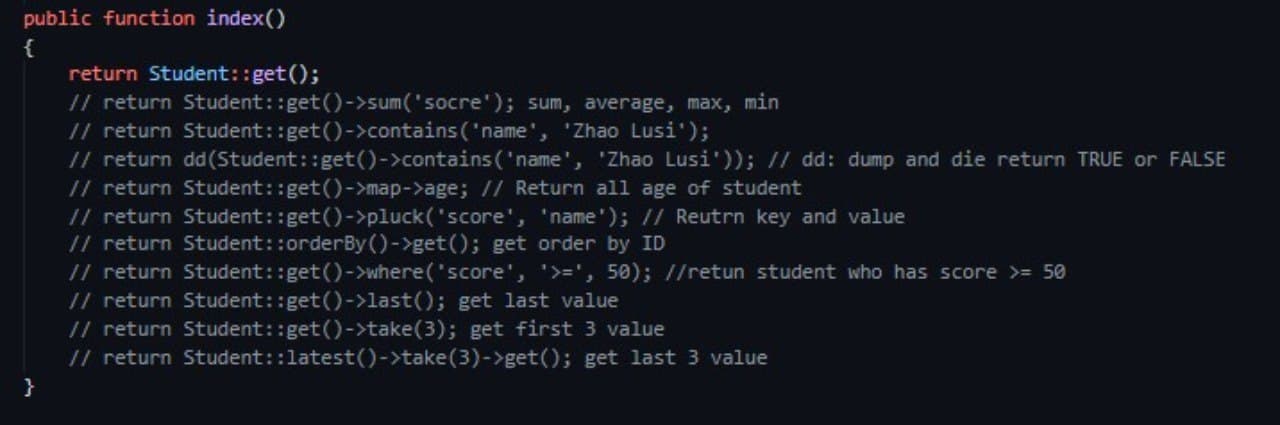 public function index()
{
return Student::get();
// return Student::get()->sum('socre'); sum, average, max, min
// return Student::get()->contains('name', 'Zhao Lusi');
// return dd(Student::get()->contains('name', 'Zhao Lusi')); // dd: dump and die return TRUE or FALSE
// return Student::get()->map->age; // Return all age of student
// return Student::get()->pluck('score', 'name'); // Reutrn key and value
// return Student::orderBy()->get(); get order by ID
// return Student::get()->where('score', '>=', 50); //retun student who has score >= 50
// return Student::get()->last(); get last value
// return Student::get()->take(3); get first 3 value
// return Student::latest()->take(3)->get(); get last 3 value
}